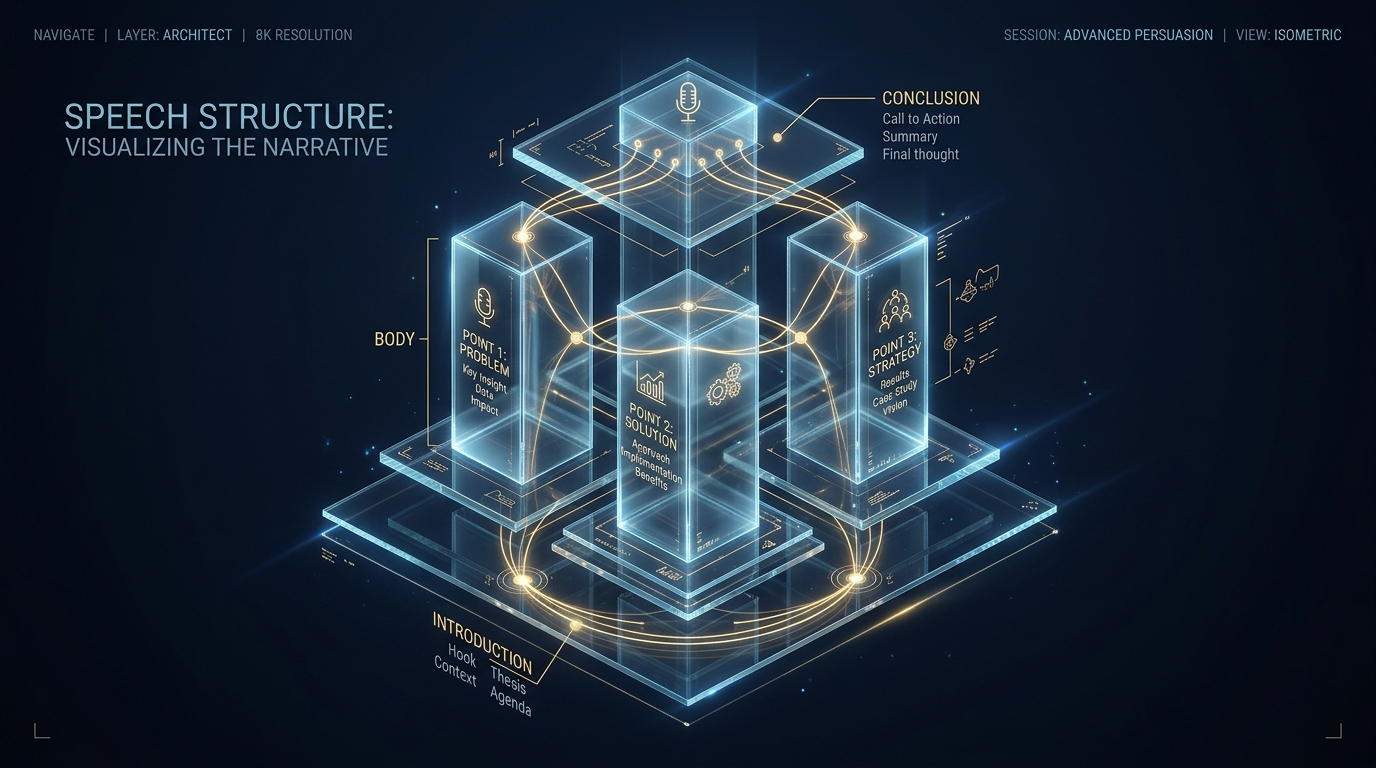 NAVIGATE | LAYER: ARCHITECT | 8K RESOLUTION
SESSION: ADVANCED PERSUASION | VIEW: ISOMETRIC
SPEECH STRUCTURE:
VISUALIZING THE NARRATIVE
CONCLUSION
Call to Action
Summary
Final thought
BODY
POINT 1:
PROBLEM
Key Insight
Data
Impact
POINT 2:
SOLUTION
Approach
Implimantation
Benefits
POINT 3:
STRATEGY
Results
Case Study
Vision
INTRODUCTION
Hook
Context
Thesis
Agenda